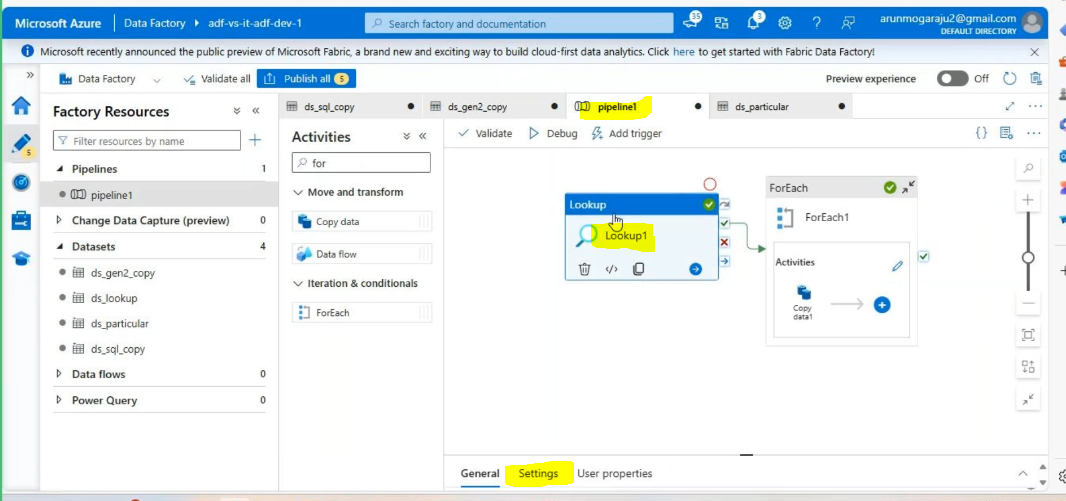 Microsoft Azure Data Factory adf-vs-it-adf-dev-1 Search factory and documentation 35 3 arunmogaraju2@gmail.com
DEFAULT DIRECTORY
Microsoft recently announced the public preview of Microsoft Fabric, a brand new and exciting way to build cloud-first data analytics. Click here to get started with Fabric Data Factory!
Data Factory Validate all Publish all 5 Preview experience Off
Factory Resources
Filter resources by name
Pipelines 1
pipeline1
Change Data Capture (preview) 0
Datasets 4
ds_gen2_copy
ds_lookup
ds_particular
ds_sql_copy
Data flows 0
Power Query 0
5
ds_sql_copy ds_gen2_copy pipeline1 ds_particular
Activities
for
Move and transform
Copy data
Data flow
Iteration & conditionals
ForEach
Validate Debug Add trigger
Lookup
Lookup1
ForEach
ForEach1
Activities
Copy
data1
General Settings User properties